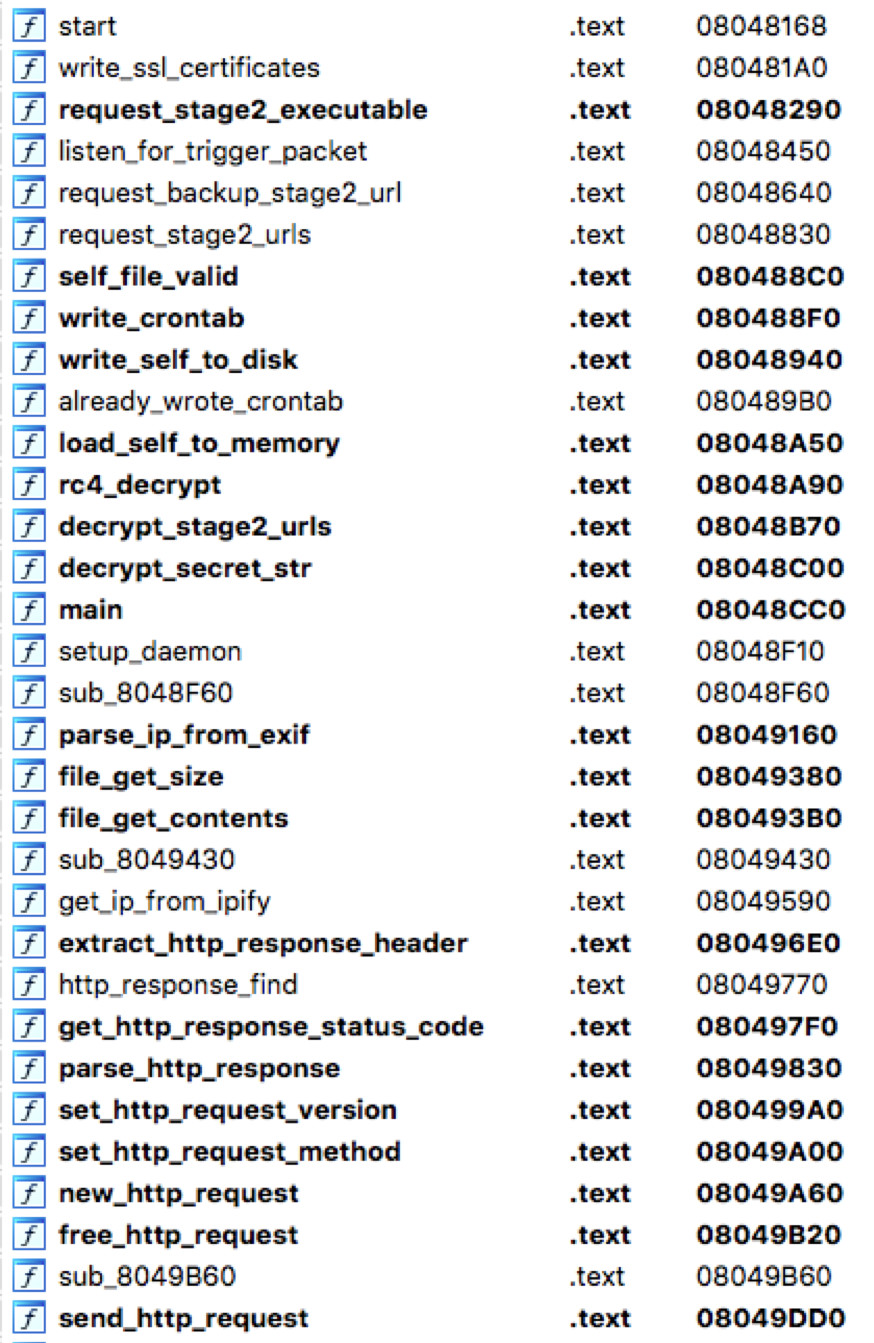 f start .text 08048168
f write_ssl_certificates .text 080481A0
f request_stage2_executable .text 08048290
f listen_for_trigger_packet .text 08048450
f request_backup_stage2_url .text 08048640
f request_stage2_urls .text 08048830
f self_file_valid .text 080488C0
f write_crontab .text 080488F0
f write_self_to_disk .text 08048940
f already_wrote_crontab .text 080489B0
f load_self_to_memory .text 08048A50
f rc4_decrypt .text 08048A90
f decrypt_stage2_urls .text 08048B70
f decrypt_secret_str .text 08048C00
f main .text 08048CC0
f setup_daemon .text 08048F10
f sub_8048F60 .text 08048F60
f parse_ip_from_exif .text 08049160
f file_get_size .text 08049380
f file_get_contents .text 080493B0
f sub_8049430 .text 08049430
f get_ip_from_ipify .text 08049590
f extract_http_response_header .text 080496E0
f http_response_find .text 08049770
f get_http_response_status_code .text 080497F0
f parse_http_response .text 08049830
f set_http_request_version .text 080499A0
f set_http_request_method .text 08049A00
f new_http_request .text 08049A60
f free_http_request .text 08049B20
f sub_8049B60 .text 08049B60
f send_http_request .text 08049DD0